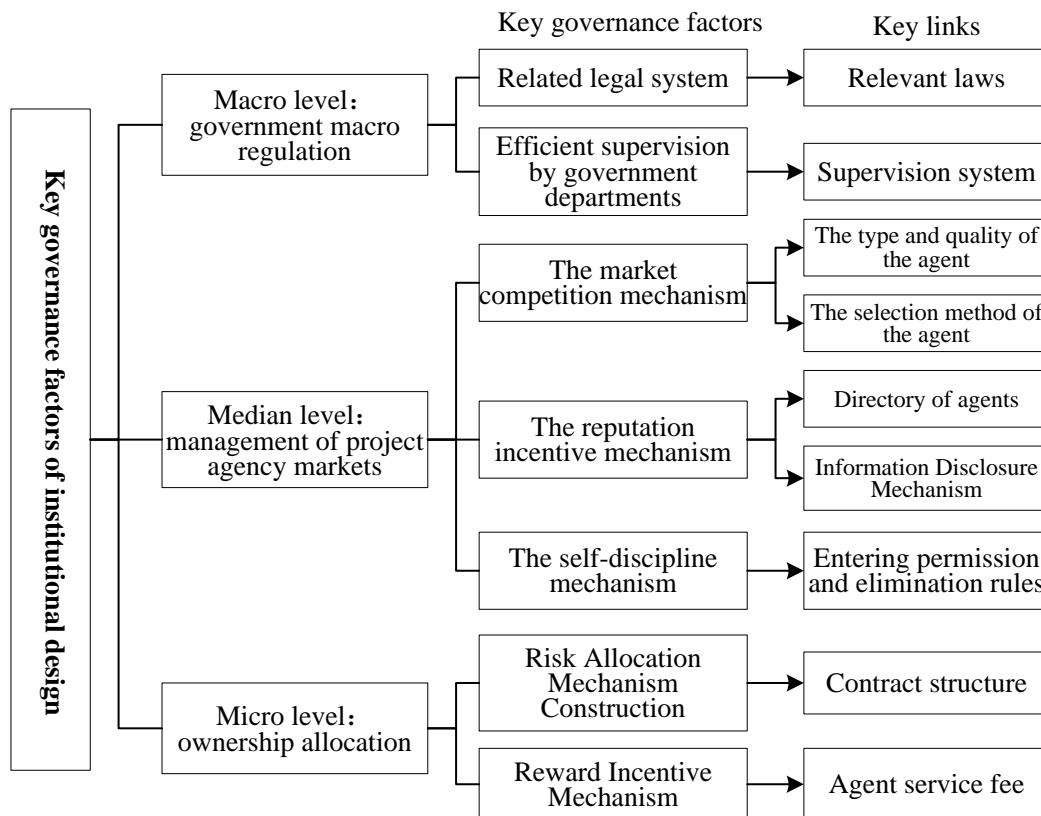 Key governance factors
Key links
Key governance factors of institutional design
Macro level：
government macro
regulation
Related legal system
Relevant laws
Efficient supervision
by government
departments
Supervision system
Median level：
management of project
agency markets
The market
competition mechanism
The type and quality of
the agent
The selection method of
the agent
The reputation
incentive mechanism
Directory of agents
Information Disclosure
Mechanism
The self-discipline
mechanism
Entering permission
and elimination rules
Micro level：
ownership allocation
Risk Allocation
Mechanism
Construction
Contract structure
Reward Incentive
Mechanism
Agent service fee